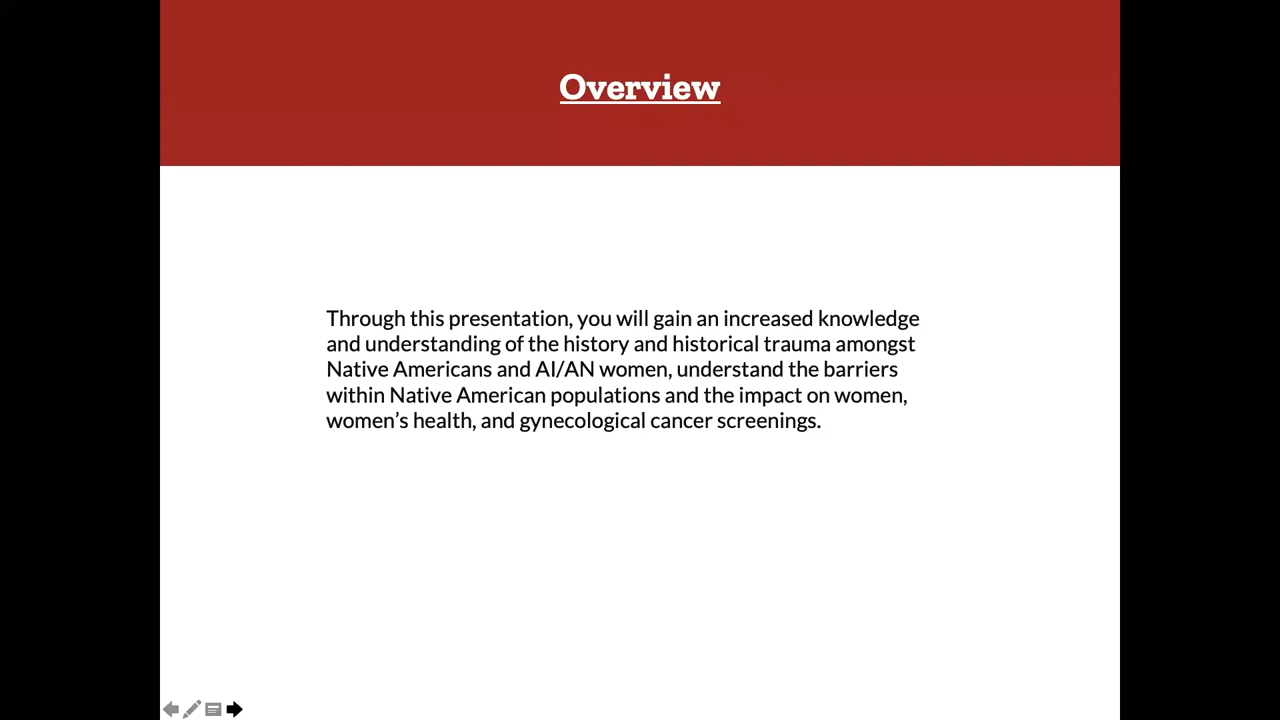 Overview
Through this presentation, you will gain an increased knowledge
and understanding of the history and historical trauma amongst
Native Americans and AI/AN women, understand the barriers
within Native American populations and the impact on women,
women’s health, and gynecological cancer screenings.